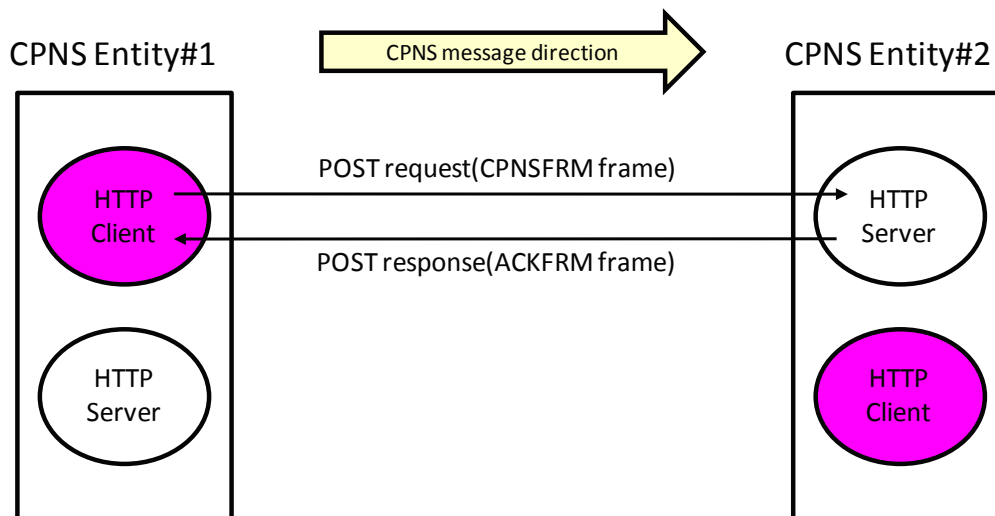 CPNS Entity#1
CPNS message direction
CPNS Entity#2
POST request(CPNSFRM frame)
HTTP
Client
HTTP
Server
POST response(ACKFRM frame)
HTTP
Server
HTTP
Client